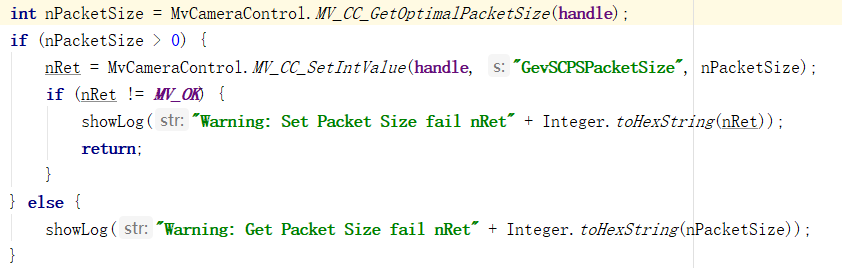 int nPacketSize = MvCameraControl.MV_CC_GetOptimalPacketSize(handle);
if (nPacketSize > 0) {
    nRet = MvCameraControl.MV_CC_SetIntValue(handle, s: "GevSCPSPacketSize", nPacketSize);
    if (nRet != MV_OK) {
        showLog(str: "Warning: Set Packet Size fail nRet" + Integer.toHexString(nRet));
        return;
    }
} else {
    showLog(str: "Warning: Get Packet Size fail nRet" + Integer.toHexString(nPacketSize));
}